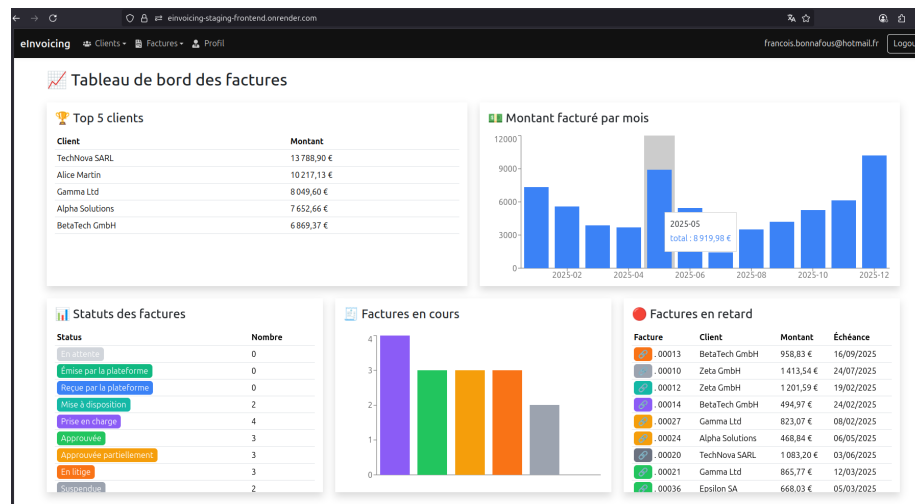 einvoicing-staging-frontend.onrender.com
eInvoicing Clients Factures Profil francois.bonnafous@hotmail.fr Logou
Tableau de bord des factures
Top 5 clients
Client Montant
TechNova SARL 13 788,90 €
Alice Martin 10 217,13 €
Gamma Ltd 8 049,60 €
Alpha Solutions 7 652,66 €
BetaTech GmbH 6 869,37 €
Montant facturé par mois
12000
9000
6000
3000
0
2025-05
total : 8 919,98 €
2025-02 2025-04 2025-06 2025-08 2025-10 2025-12
Statuts des factures
Status Nombre
En attente 0
Émise par la plateforme 0
Reçue par la plateforme 0
Mise à disposition 2
Prise en charge 4
Approuvée 3
Approuvée partiellement 3
En litige 3
Suspendue 2
Factures en cours
4
3
2
1
0
Factures en retard
Facture Client Montant Échéance
. 00013 BetaTech GmbH 958,83 € 16/09/2025
. 00010 Zeta GmbH 1 413,54 € 24/07/2025
. 00012 Zeta GmbH 1 201,59 € 19/02/2025
. 00014 BetaTech GmbH 494,97 € 24/02/2025
. 00027 Gamma Ltd 823,07 € 08/02/2025
. 00024 Alpha Solutions 468,84 € 06/05/2025
. 00020 TechNova SARL 1 083,20 € 03/06/2025
. 00021 Gamma Ltd 865,77 € 12/03/2025
. 00036 Epsilon SA 668,03 € 05/03/2025